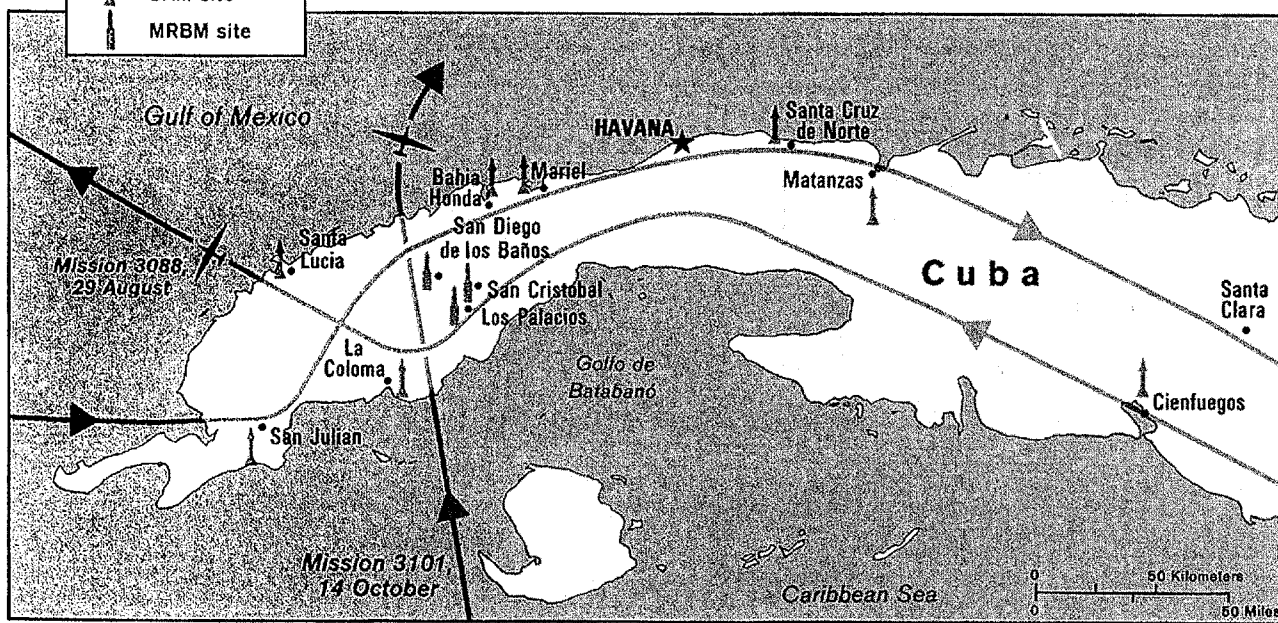 MRBM site
Gulf of Mexico
HAVANA
Santa Cruz
de Norte
Bahia
Honda
Mariel
Matanzas
San Diego
de los Baños
Santa
Lucia
Mission 3088,
29 August
Cuba
San Cristobal
Los Palacios
Santa
Clara
La
Coloma
Golfo de
Batabano
Cienfuegos
San Julian
Mission 3101,
14 October
Caribbean Sea
0 50 Kilometers
0 50 Miles